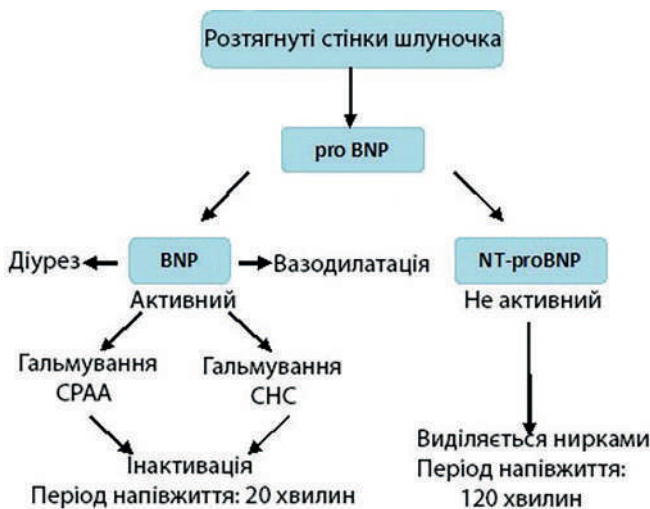 Розтягнуті стінки шлуночка
pro BNP
Діурез
BNP
Вазодилатація
NT-proBNP
Активний
Не активний
Гальмування
СРАА
Гальмування
СНС
Інактивація
Період напівжиття: 20 хвилин
Виділяється нирками
Період напівжиття:
120 хвилин